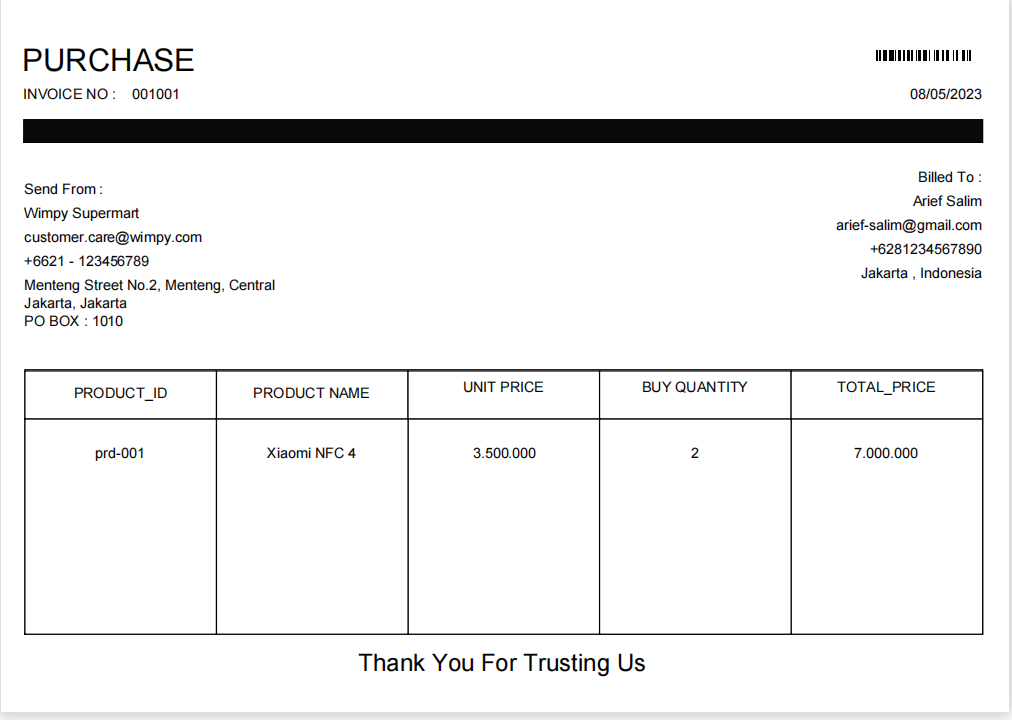 PURCHASE
INVOICE NO : 001001
08/05/2023
Send From :
Wimpy Supermart
customer.care@wimpy.com
+6621 - 123456789
Menteng Street No.2, Menteng, Central
Jakarta, Jakarta
PO BOX : 1010
Billed To :
Arief Salim
arief-salim@gmail.com
+6281234567890
Jakarta , Indonesia
PRODUCT_ID PRODUCT NAME UNIT PRICE BUY QUANTITY TOTAL_PRICE
prd-001 Xiaomi NFC 4 3.500.000 2 7.000.000
Thank You For Trusting Us